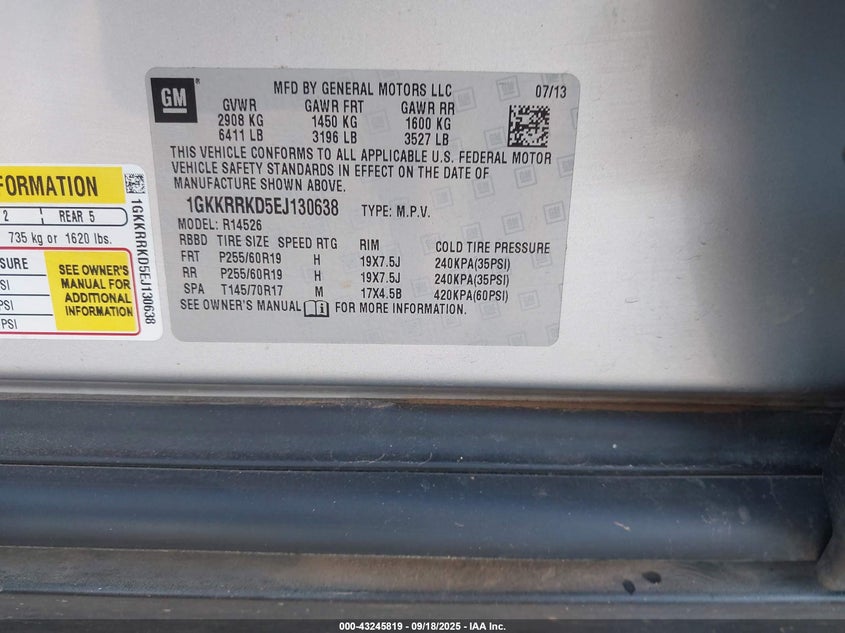 GM
MFD BY GENERAL MOTORS LLC 07/13
GVWR GAWR FRT GAWR RR
2908 KG 1450 KG 1600 KG
6411 LB 3196 LB 3527 LB
THIS VEHICLE CONFORMS TO ALL APPLICABLE U.S. FEDERAL MOTOR
VEHICLE SAFETY STANDARDS IN EFFECT ON THE DATE OF
MANUFACTURE SHOWN ABOVE.
1GKKRRKD5EJ130638 TYPE: M.P.V.
MODEL: R14526
RBBD TIRE SIZE SPEED RTG RIM COLD TIRE PRESSURE
FRT P255/60R19 H 19X7.5J 240KPA(35PSI)
RR P255/60R19 H 19X7.5J 240KPA(35PSI)
SPA T145/70R17 M 17X4.5B 420KPA(60PSI)
SEE OWNER'S MANUAL i FOR MORE INFORMATION.
FORMATION
2 REAR 5
735 kg or 1620 lbs.
SURE
PSI
PSI
PSI
SEE OWNER'S
MANUAL FOR
ADDITIONAL
INFORMATION
1GKKRRKD5EJ130638
000-43245819 - 09/18/2025 - IAA Inc.